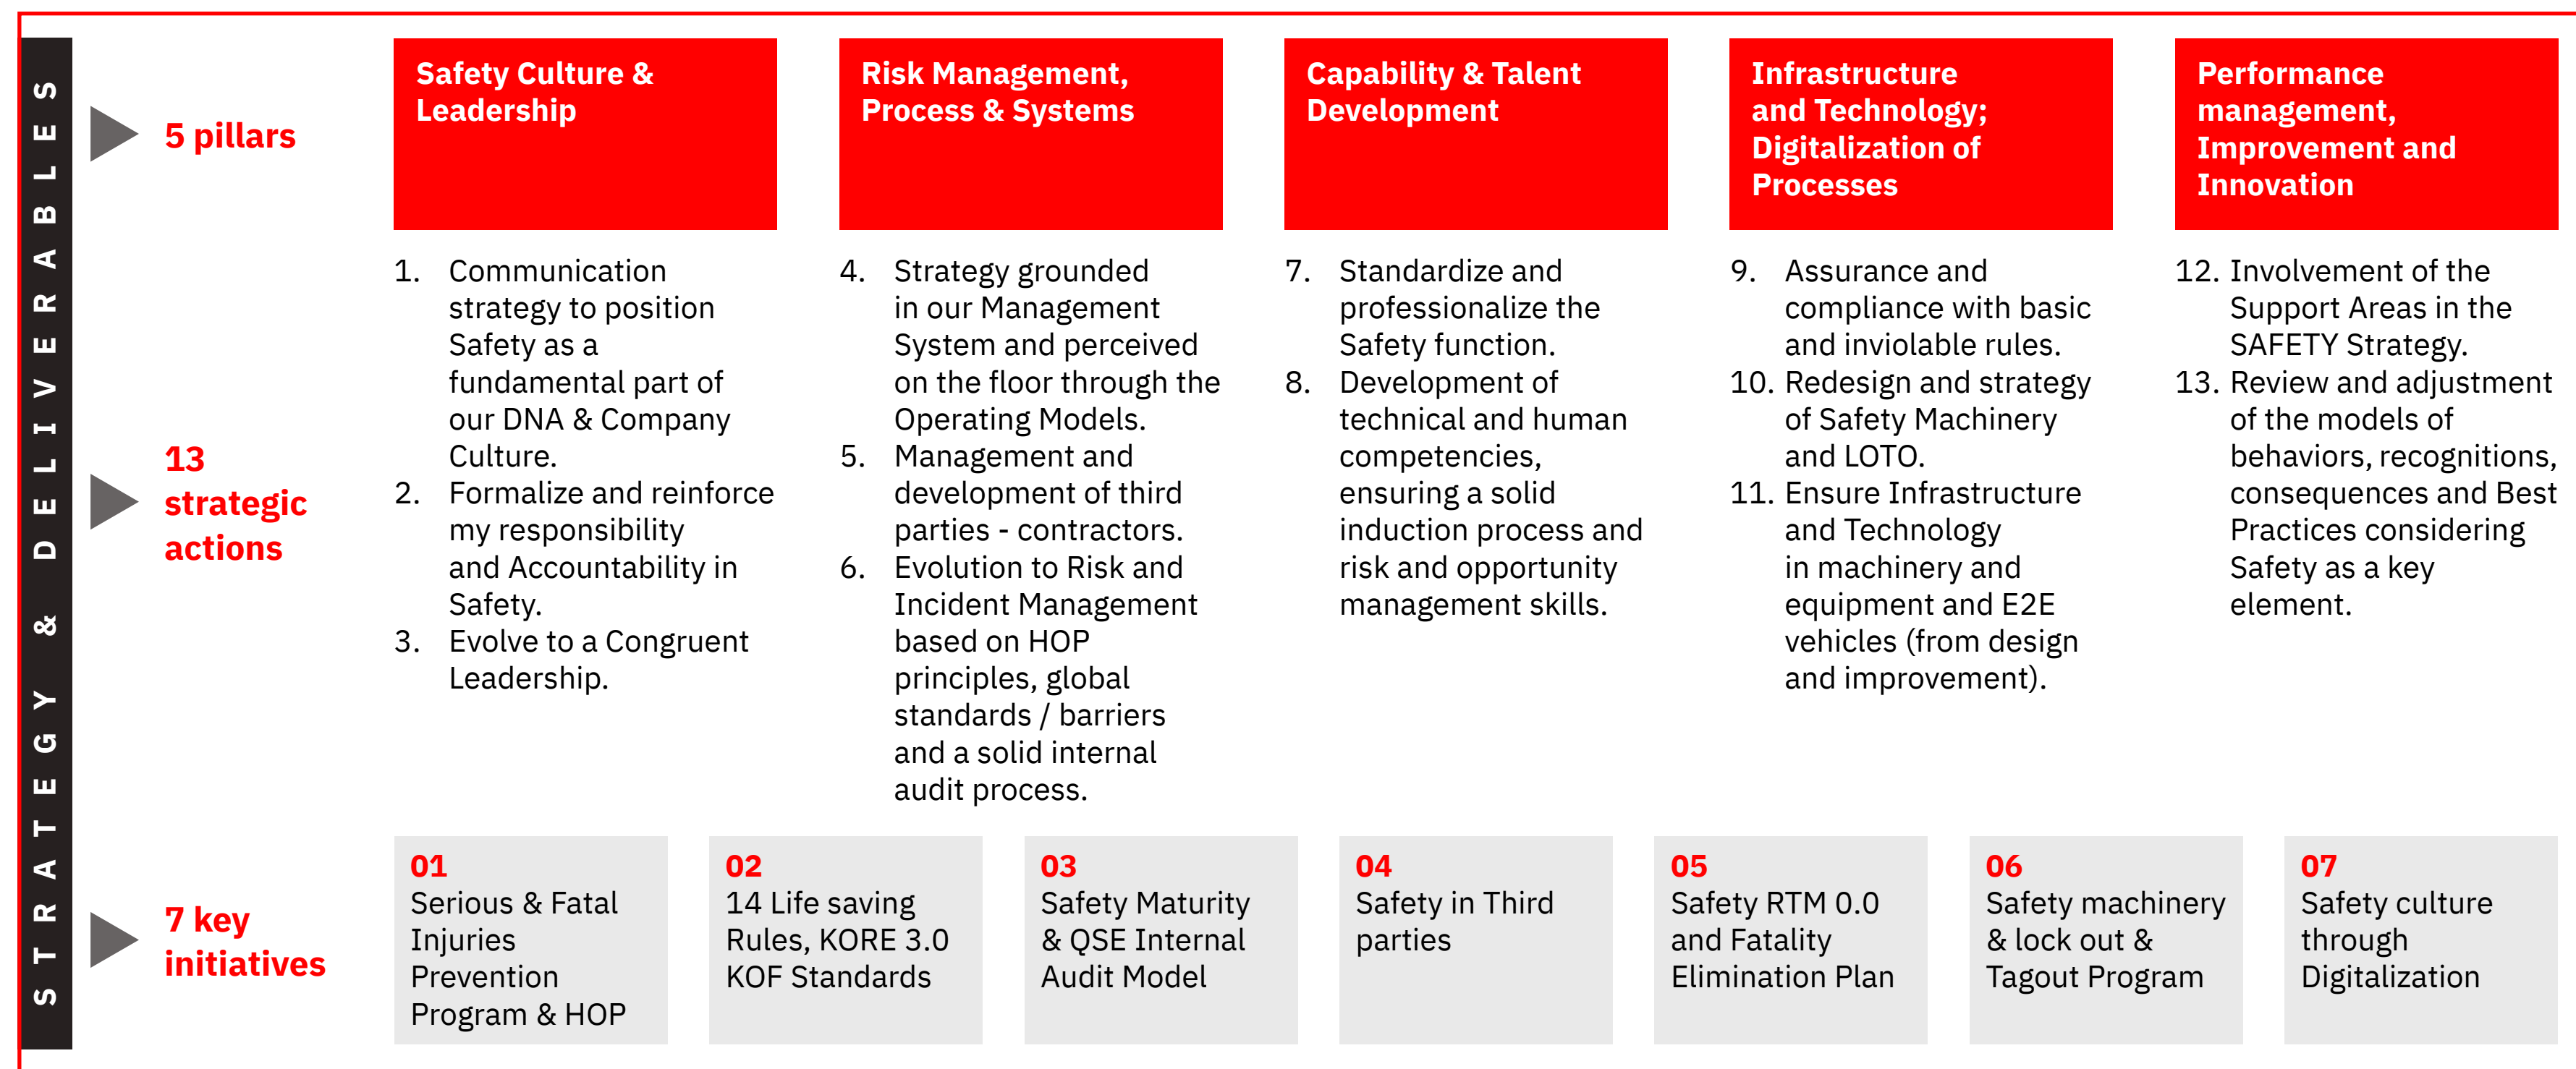 STRATEGY & DELIVERABLES
5 pillars
Safety Culture &
Leadership
Risk Management,
Process & Systems
Capability & Talent
Development
Infrastructure
and Technology;
Digitalization of
Processes
Performance
management,
Improvement and
Innovation
13
strategic
actions
1. Communication
strategy to position
Safety as a
fundamental part of
our DNA & Company
Culture.
2. Formalize and reinforce
my responsibility
and Accountability in
Safety.
3. Evolve to a Congruent
Leadership.
4. Strategy grounded
in our Management
System and perceived
on the floor through the
Operating Models.
5. Management and
development of third
parties - contractors.
6. Evolution to Risk and
Incident Management
based on HOP
principles, global
standards / barriers
and a solid internal
audit process.
7. Standardize and
professionalize the
Safety function.
8. Development of
technical and human
competencies,
ensuring a solid
induction process and
risk and opportunity
management skills.
9. Assurance and
compliance with basic
and inviolable rules.
10. Redesign and strategy
of Safety Machinery
and LOTO.
11. Ensure Infrastructure
and Technology
in machinery and
equipment and E2E
vehicles (from design
and improvement).
12. Involvement of the
Support Areas in the
SAFETY Strategy.
13. Review and adjustment
of the models of
behaviors, recognitions,
consequences and Best
Practices considering
Safety as a key
element.
7 key
initiatives
01
Serious & Fatal
Injuries
Prevention
Program & HOP
02
14 Life saving
Rules, KORE 3.0
KOF Standards
03
Safety Maturity
& QSE Internal
Audit Model
04
Safety in Third
parties
05
Safety RTM 0.0
and Fatality
Elimination Plan
06
Safety machinery
& lock out &
Tagout Program
07
Safety culture
through
Digitalization